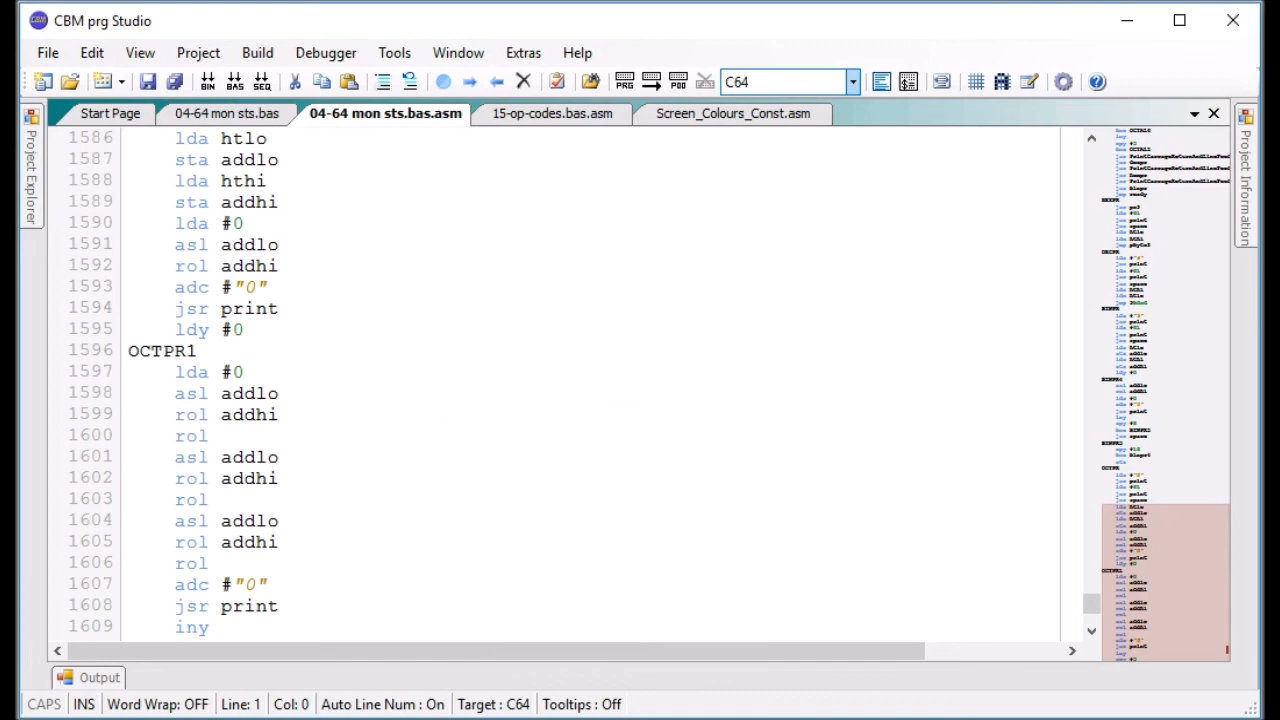 CBM prg Studio
File Edit View Project Build Debugger Tools Window Extras Help
BIN BAS SEQ PRG POD C64
Start Page 04-64 mon sts.bas 04-64 mon sts.bas.asm 15-op-codes.bas.asm Screen_Colours_Const.asm
Project Explorer
Project Information
1586 lda htlo
1587 sta addlo
1588 lda hthi
1589 sta addhi
1590 lda #0
1591 asl addlo
1592 rol addhi
1593 adc #"0"
1594 jsr print
1595 ldy #0
1596 OCTPR1
1597 lda #0
1598 asl addlo
1599 rol addhi
1600 rol
1601 asl addlo
1602 rol addhi
1603 rol
1604 asl addlo
1605 rol addhi
1606 rol
1607 adc #"0"
1608 jsr print
1609 iny
Output
CAPS INS Word Wrap: OFF Line: 1 Col: 0 Auto Line Num : On Target : C64 Tooltips : Off